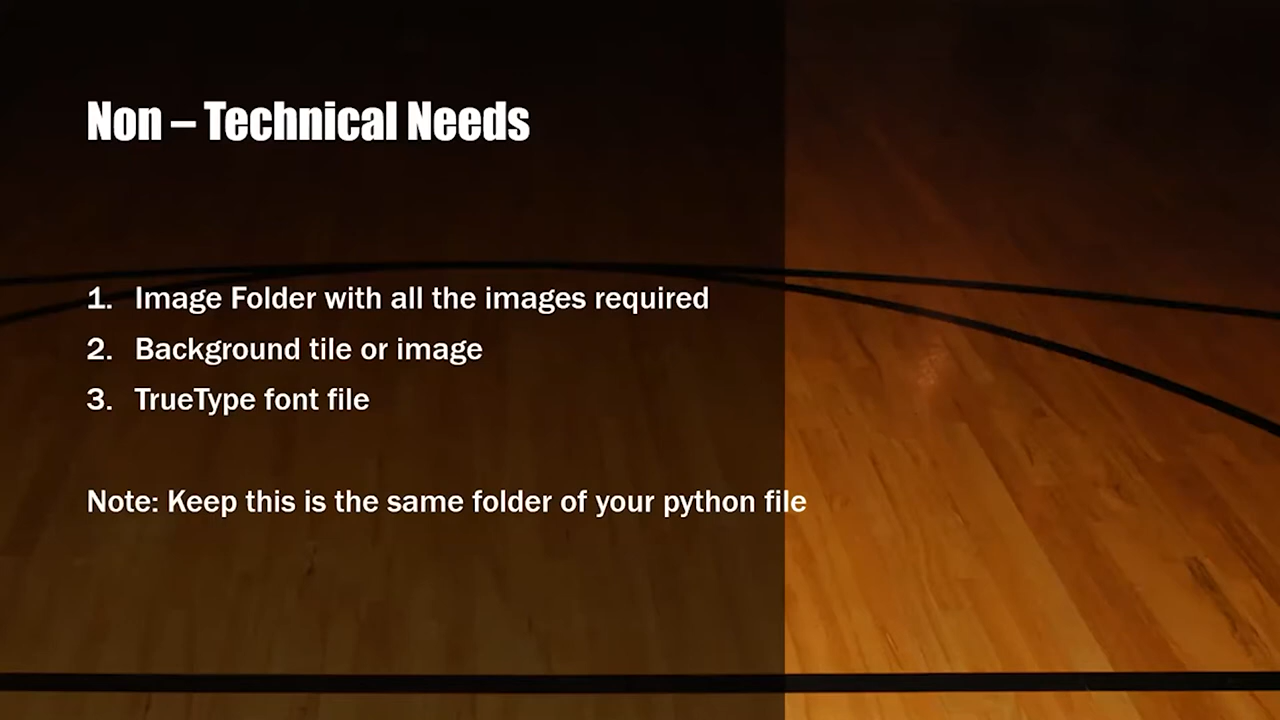 Non – Technical Needs
1. Image Folder with all the images required
2. Background tile or image
3. TrueType font file
Note: Keep this is the same folder of your python file